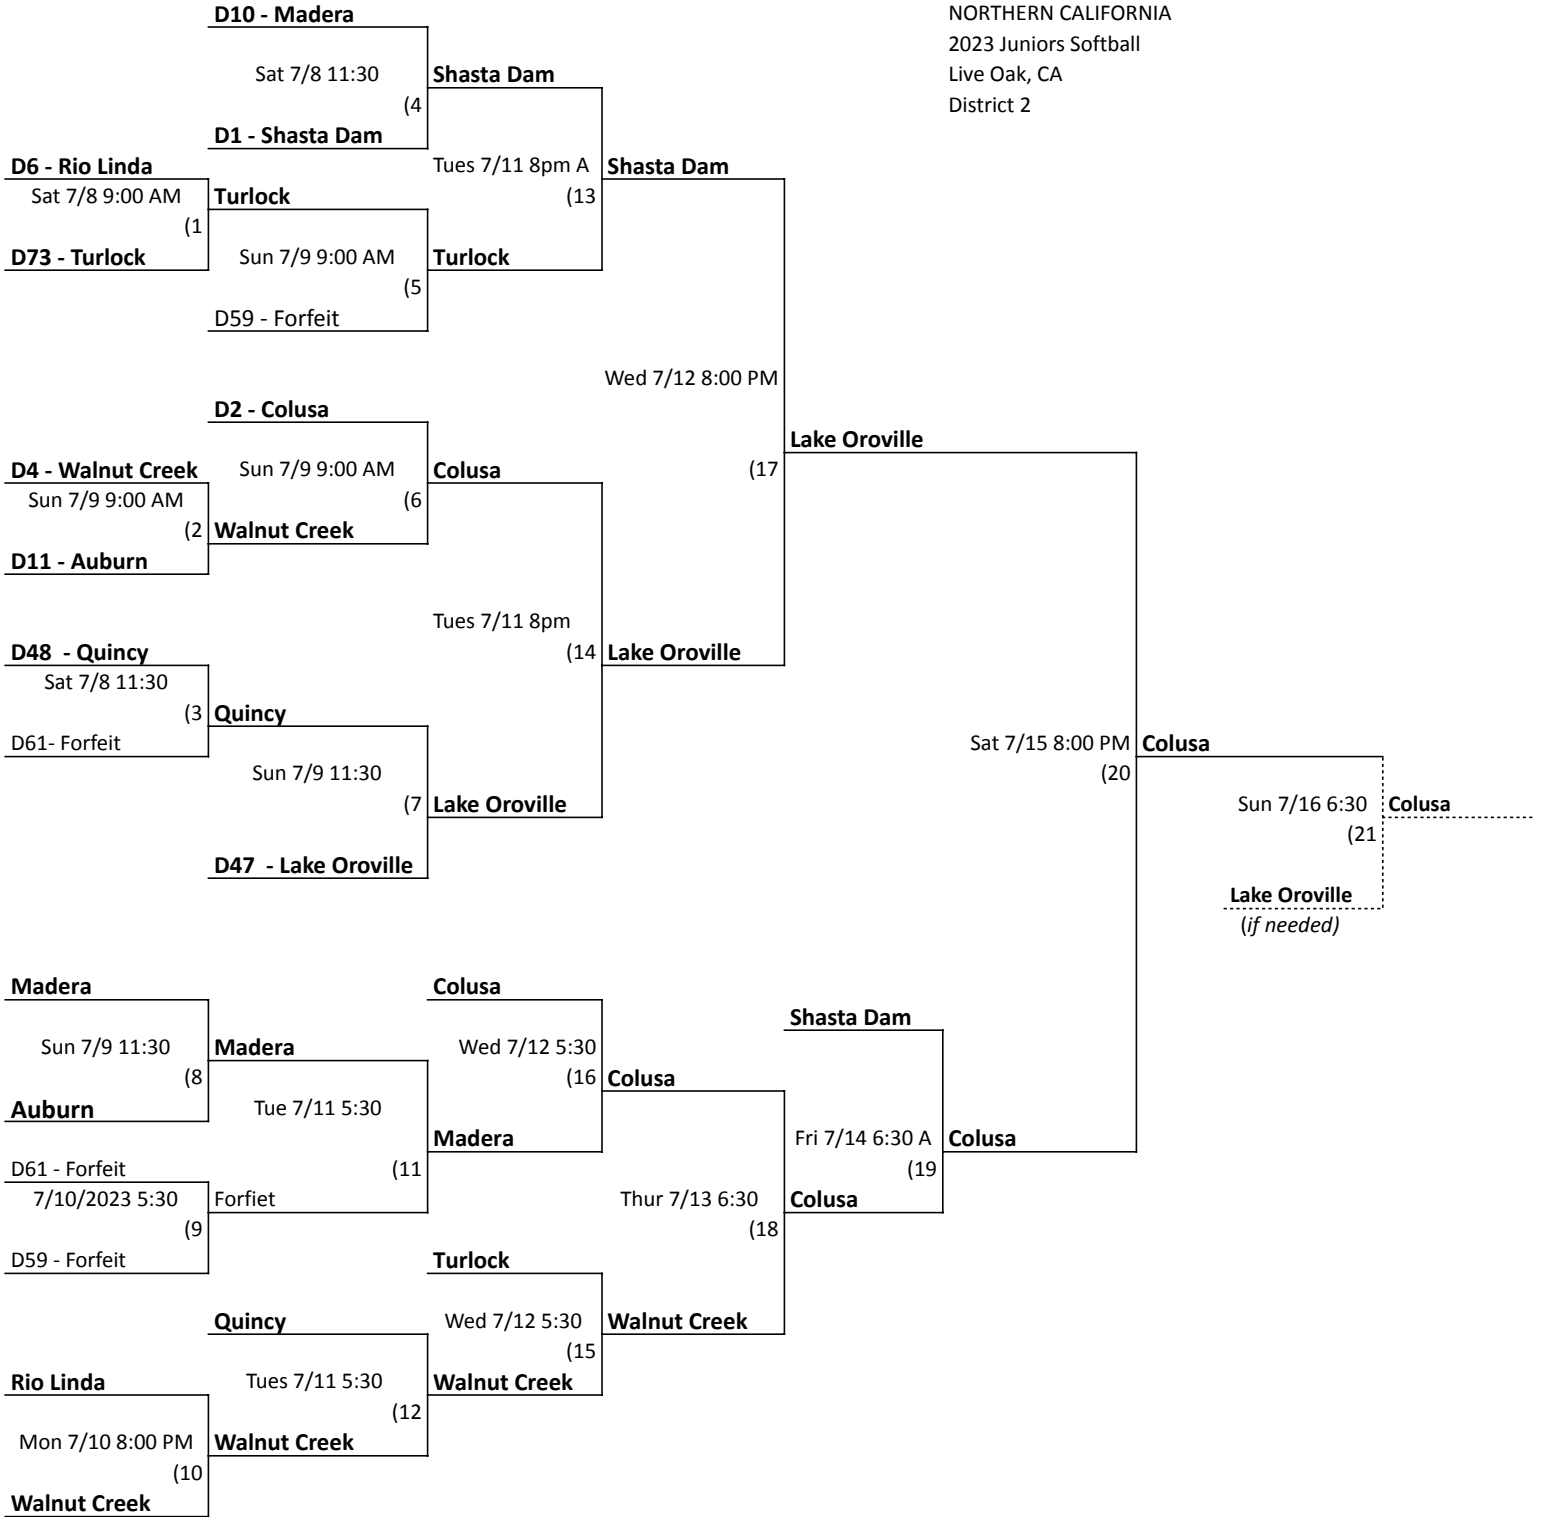 D10 - Madera
NORTHERN CALIFORNIA
2023 Juniors Softball
Live Oak, CA
District 2
Sat 7/8 11:30
Shasta Dam
(4
D1 - Shasta Dam
D6 - Rio Linda
Tues 7/11 8pm A
Shasta Dam
Sat 7/8 9:00 AM
Turlock
(13
(1
D73 - Turlock
Sun 7/9 9:00 AM
Turlock
(5
D59 - Forfeit
Wed 7/12 8:00 PM
D2 - Colusa
Lake Oroville
D4 - Walnut Creek
Sun 7/9 9:00 AM
Colusa
(17
Sun 7/9 9:00 AM
(6
(2
Walnut Creek
D11 - Auburn
Tues 7/11 8pm
D48  - Quincy
(14
Lake Oroville
Sat 7/8 11:30
(3
Quincy
D61- Forfeit
Sat 7/15 8:00 PM
Colusa
Sun 7/9 11:30
(20
(7
Lake Oroville
Sun 7/16 6:30
Colusa
(21
D47  - Lake Oroville
Lake Oroville
(if needed)
Madera
Colusa
Shasta Dam
Sun 7/9 11:30
Madera
Wed 7/12 5:30
(8
(16
Colusa
Auburn
Tue 7/11 5:30
Madera
Fri 7/14 6:30 A
Colusa
D61 - Forfeit
(11
(19
7/10/2023 5:30
Forfiet
Thur 7/13 6:30
Colusa
(9
(18
D59 - Forfeit
Turlock
Quincy
Wed 7/12 5:30
Walnut Creek
(15
Rio Linda
Tues 7/11 5:30
Walnut Creek
(12
Mon 7/10 8:00 PM
Walnut Creek
(10
Walnut Creek